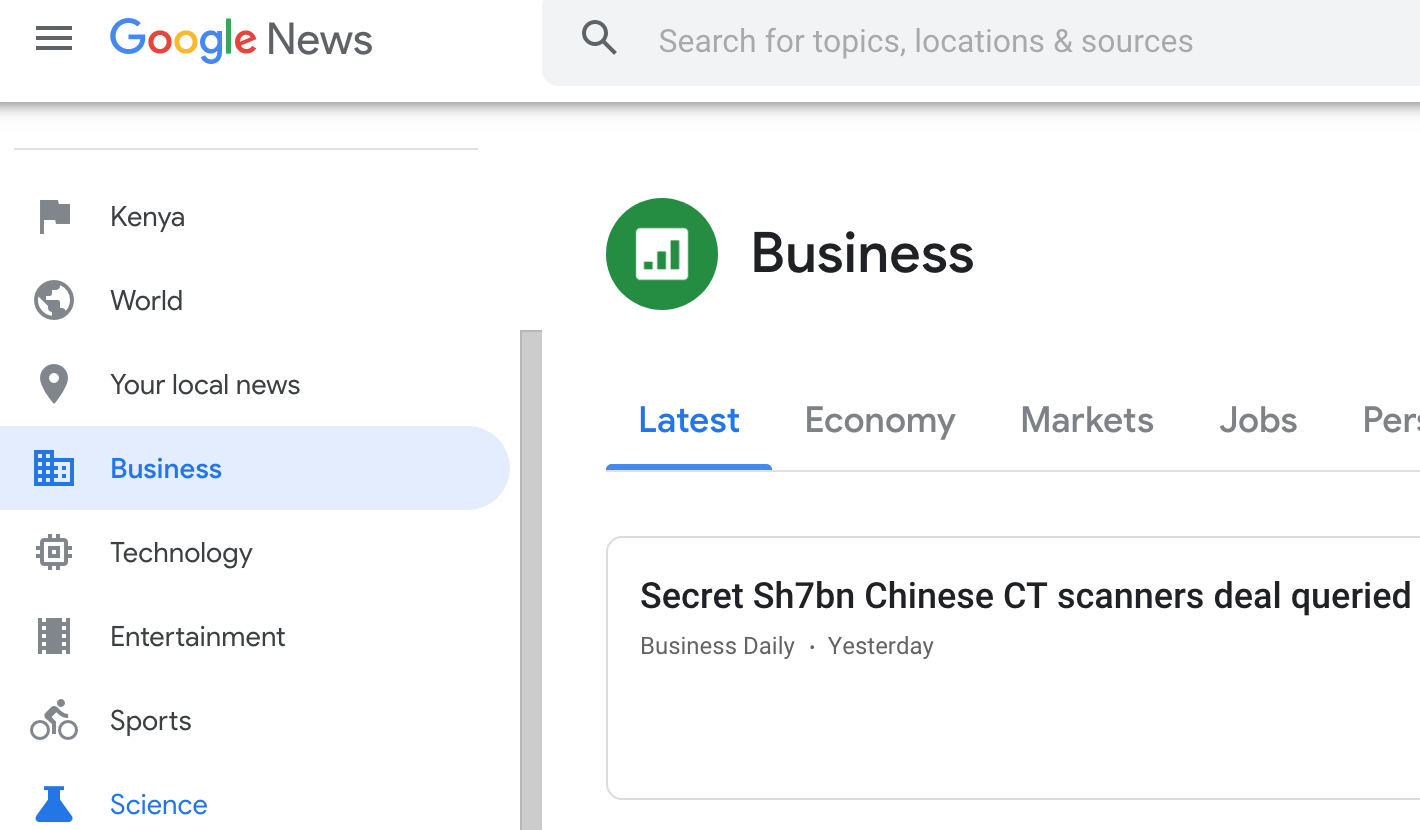 Google News
Search for topics, locations & sources
Kenya
World
Your local news
Business
Technology
Entertainment
Sports
Science
Business
Latest
Economy
Markets
Jobs
Pers
Secret Sh7bn Chinese CT scanners deal queried
Business Daily · Yesterday